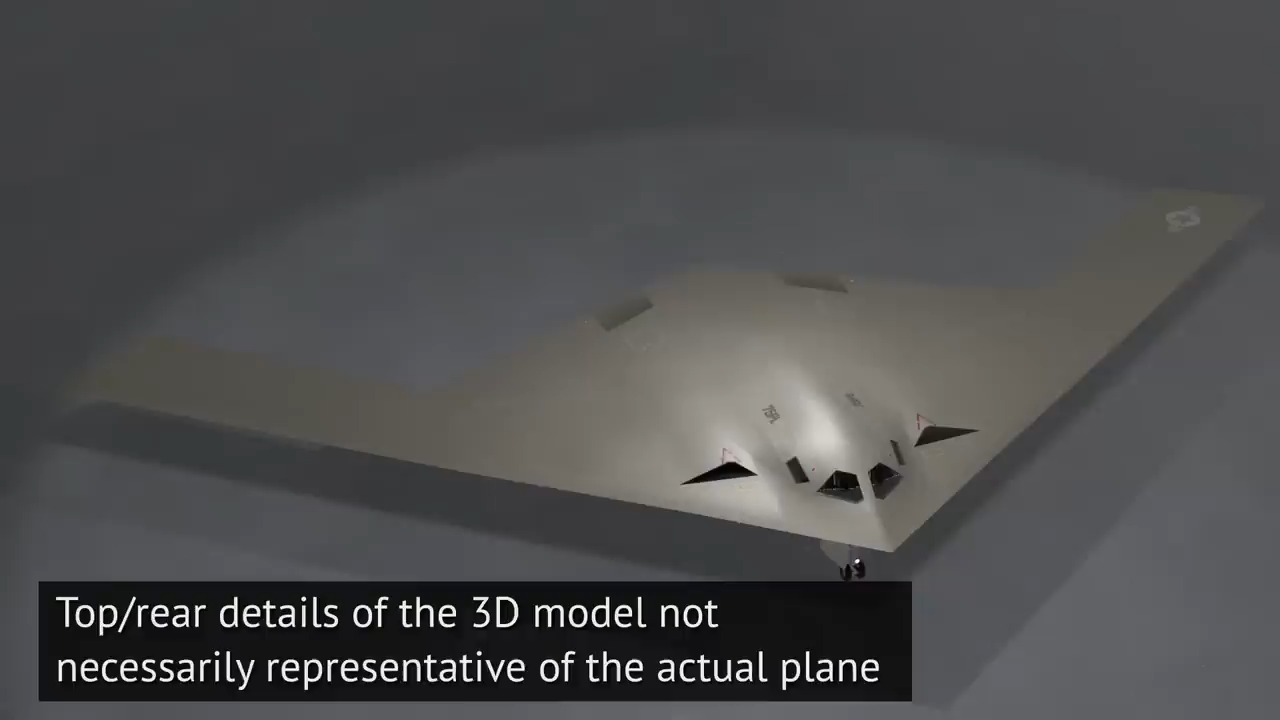 Top/rear details of the 3D model not
necessarily representative of the actual plane